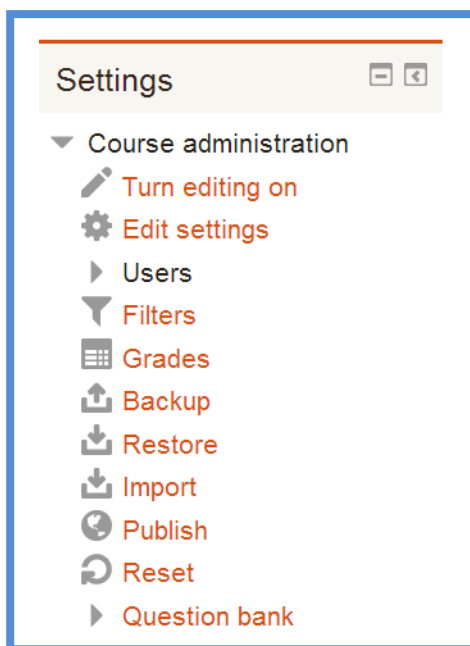 Settings
Course administration
Turn editing on
Edit settings
Users
Filters
Grades
Backup
Restore
Import
Publish
Reset
Question bank